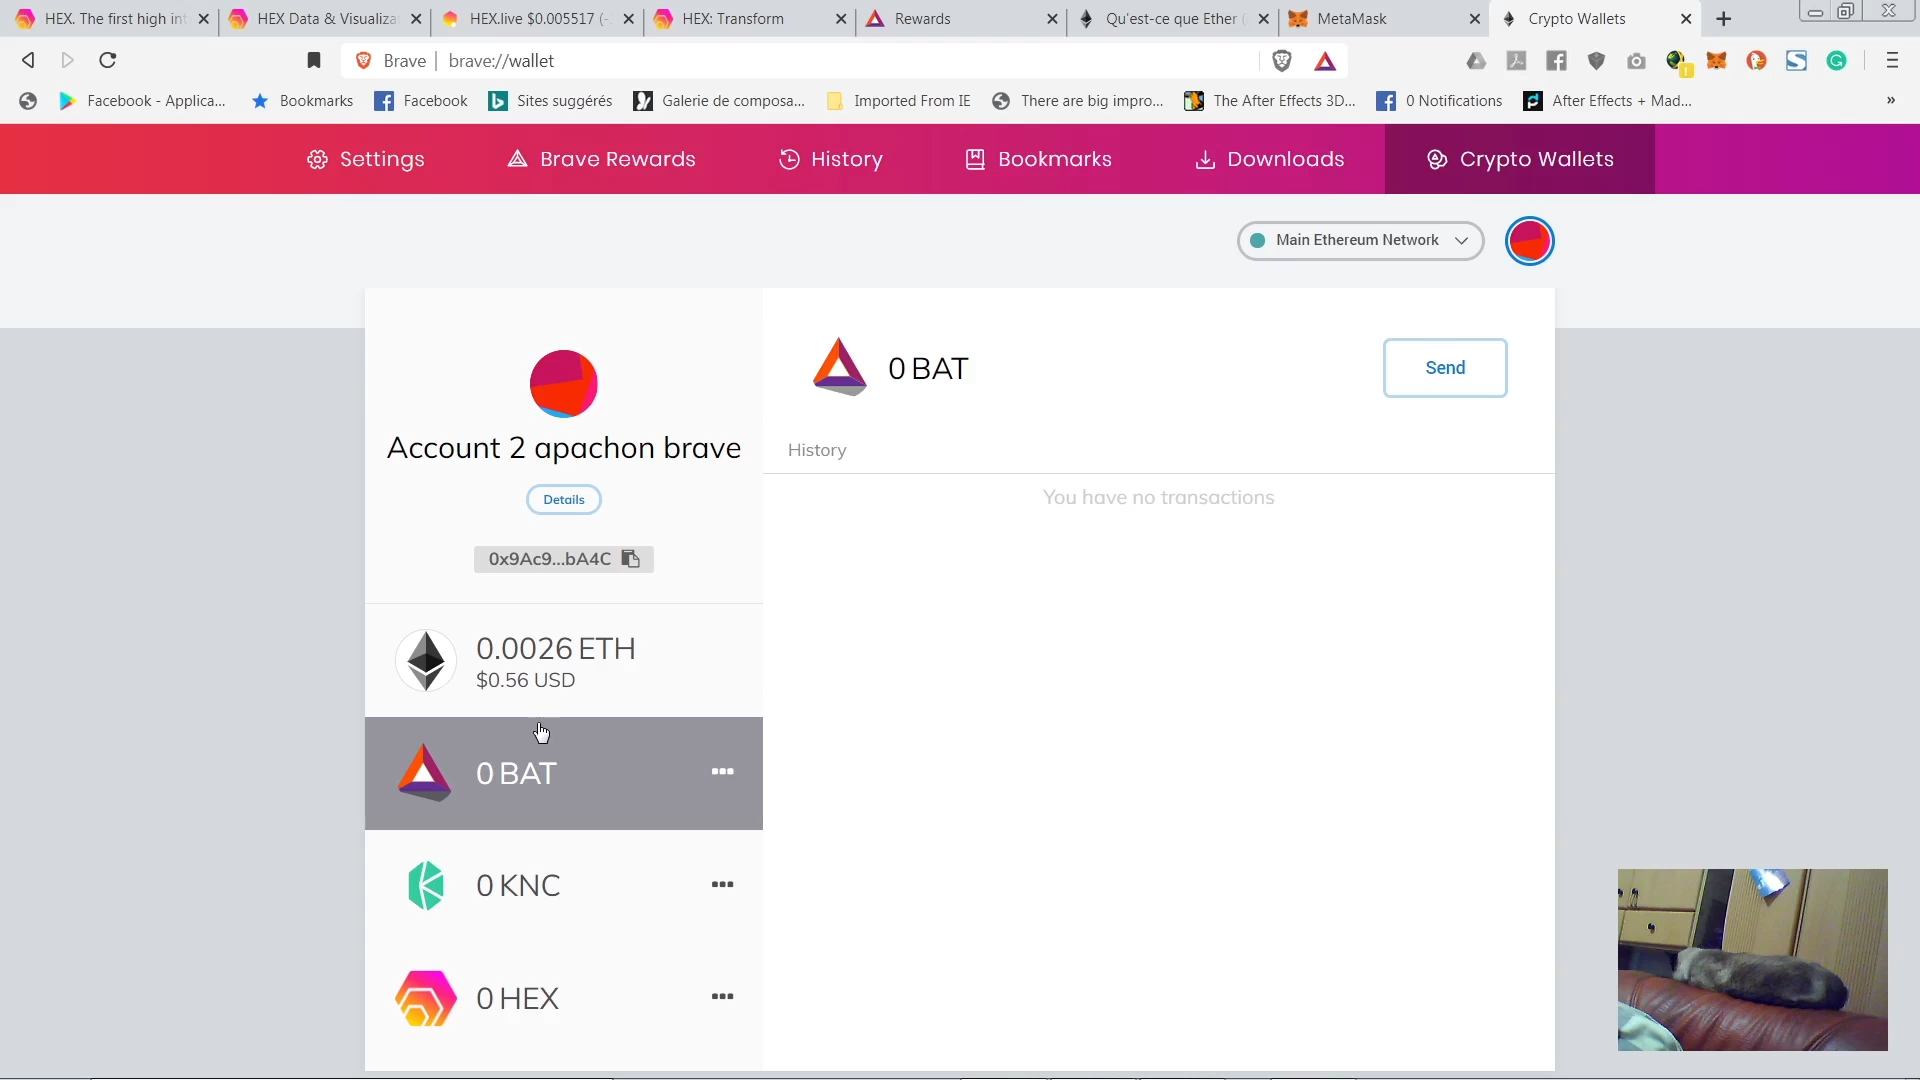 HEX. The first high int
HEX Data & Visualiza
HEX.live $0.005517 (-
HEX: Transform
Rewards
Qu'est-ce que Ether (
MetaMask
Crypto Wallets
Brave
brave://wallet
Facebook - Applica...
Bookmarks
Facebook
Sites suggérés
Galerie de composa...
Imported From IE
There are big impro...
The After Effects 3D...
0 Notifications
After Effects + Mad...
»
Settings
Brave Rewards
History
Bookmarks
Downloads
Crypto Wallets
Main Ethereum Network
Account 2 apachon brave
Details
0x9Ac9...bA4C
0.0026 ETH
$0.56 USD
0 BAT
0 KNC
0 HEX
0 BAT
Send
History
You have no transactions